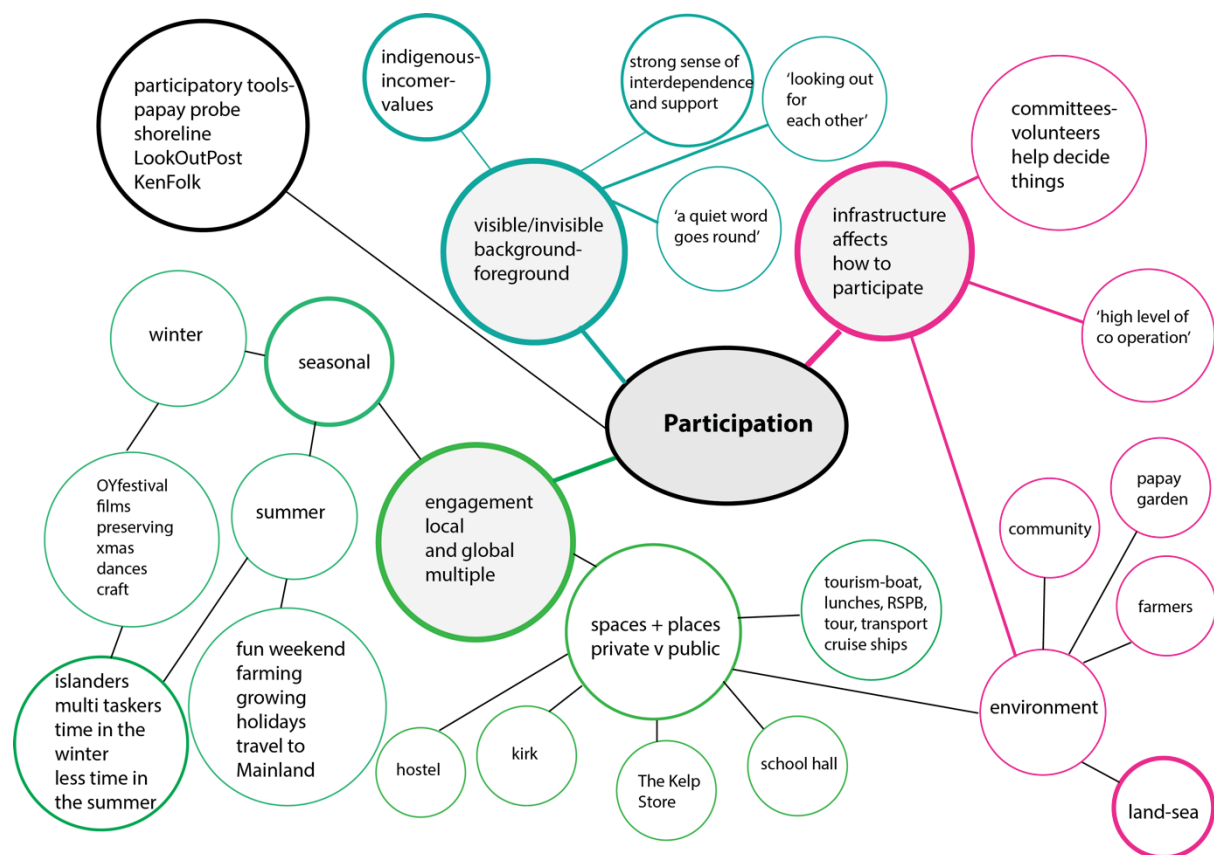 participatory tools-
papay probe
shoreline
LookOutPost
KenFolk
indigenous-
incomer-
values
strong sense of
interdependence
and support
‘looking out
for
each other’
‘a quiet word
goes round’
visible/invisible
background-
foreground
committees-
volunteers
help decide
things
infrastructure
affects
how to
participate
‘high level of
co operation’
Participation
winter
seasonal
OYfestival
films
preserving
xmas
dances
craft
summer
engagement
local
and global
multiple
islanders
multi taskers
time in the
winter
less time in
the summer
fun weekend
farming
growing
holidays
travel to
Mainland
spaces + places
private v public
tourism-boat,
lunches, RSPB,
tour, transport
cruise ships
hostel
kirk
The Kelp
Store
school hall
community
papay
garden
farmers
environment
land-sea